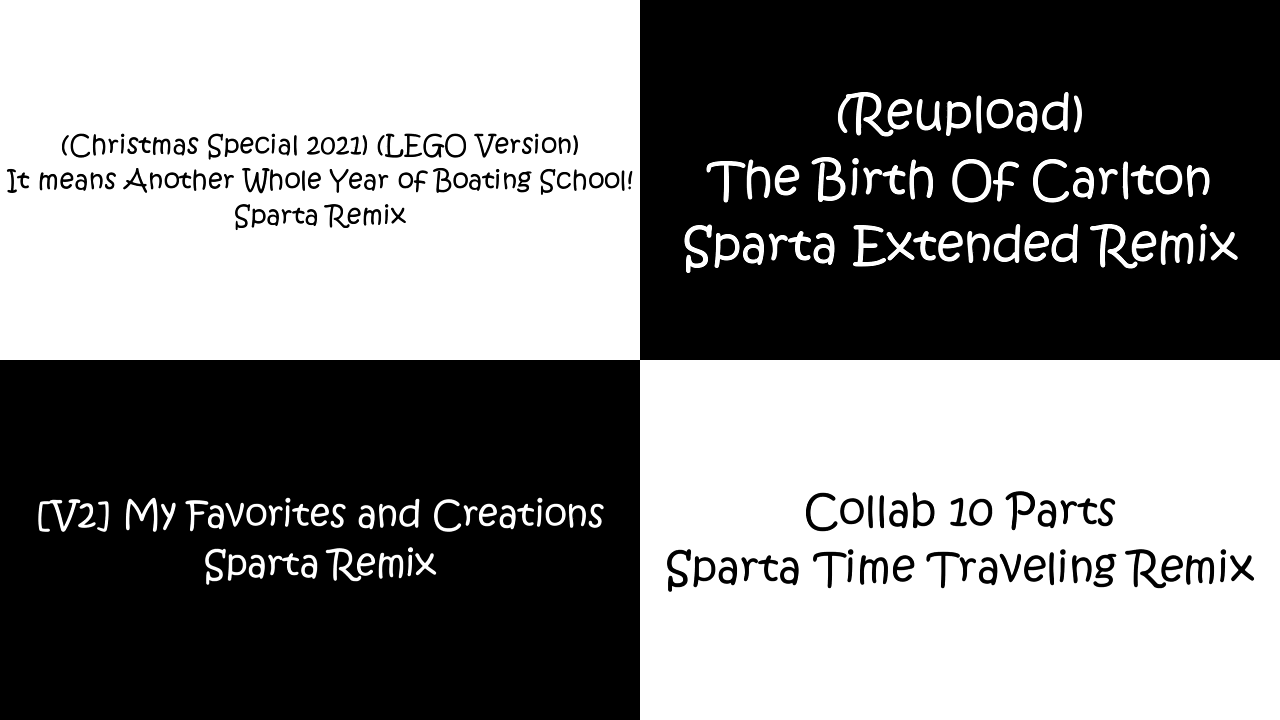 (Christmas Special 2021) (LEGO Version)
It means Another Whole Year of Boating School!
Sparta Remix
(Reupload)
The Birth Of Carlton
Sparta Extended Remix
[V2] My Favorites and Creations
Sparta Remix
Collab 10 Parts
Sparta Time Traveling Remix